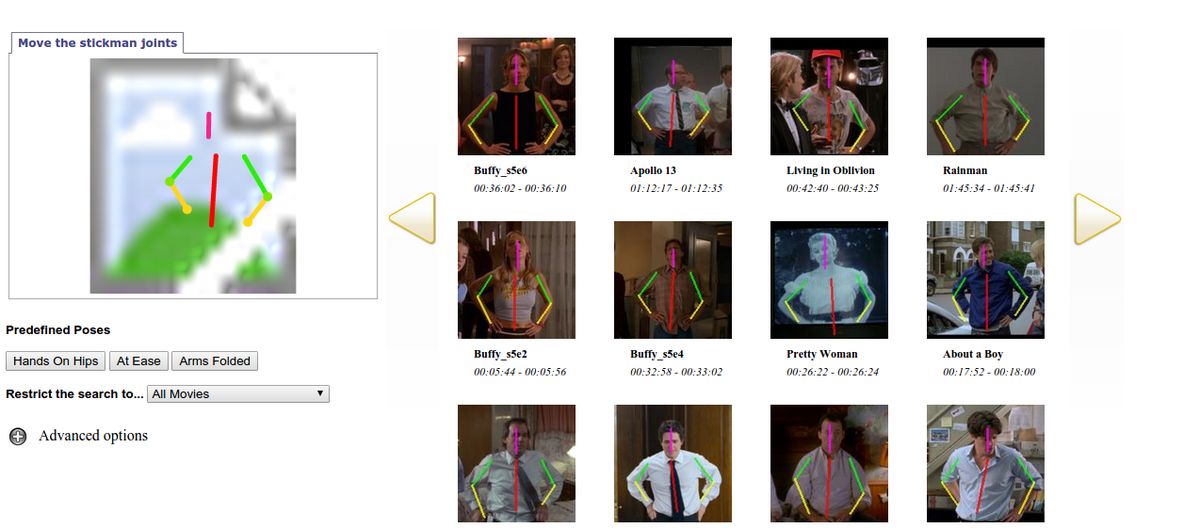 Move the stickman joints
Buffy_s5e6
00:36:02 - 00:36:10
Apollo 13
01:12:17 - 01:12:35
Living in Oblivion
00:42:40 - 00:43:25
Rainman
01:45:34 - 01:45:41
Buffy_s5e2
00:05:44 - 00:05:56
Buffy_s5e4
00:32:58 - 00:33:02
Pretty Woman
00:26:22 - 00:26:24
About a Boy
00:17:52 - 00:18:00
Predefined Poses
Hands On Hips At Ease Arms Folded
Restrict the search to... All Movies
Advanced options